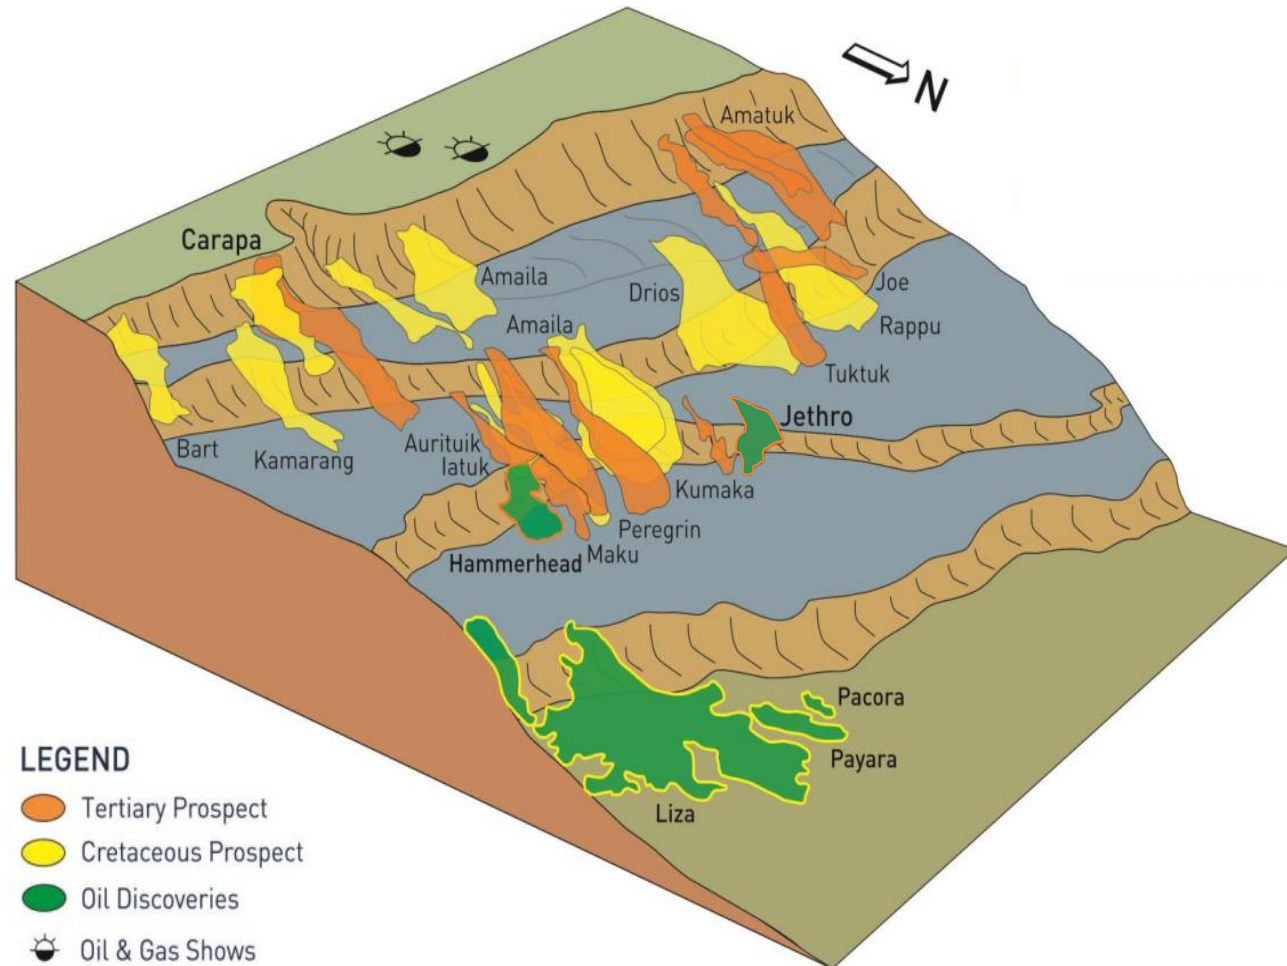 N
Amatuk
Carapa
Amaila
Drios
Joe
Amaila
Rappu
Tuktuk
Jethro
Bart
Kamarang
Aurituik
Iatuk
Kumaka
Peregrin
Maku
Hammerhead
Pacora
Payara
Liza
LEGEND
Tertiary Prospect
Cretaceous Prospect
Oil Discoveries
Oil & Gas Shows